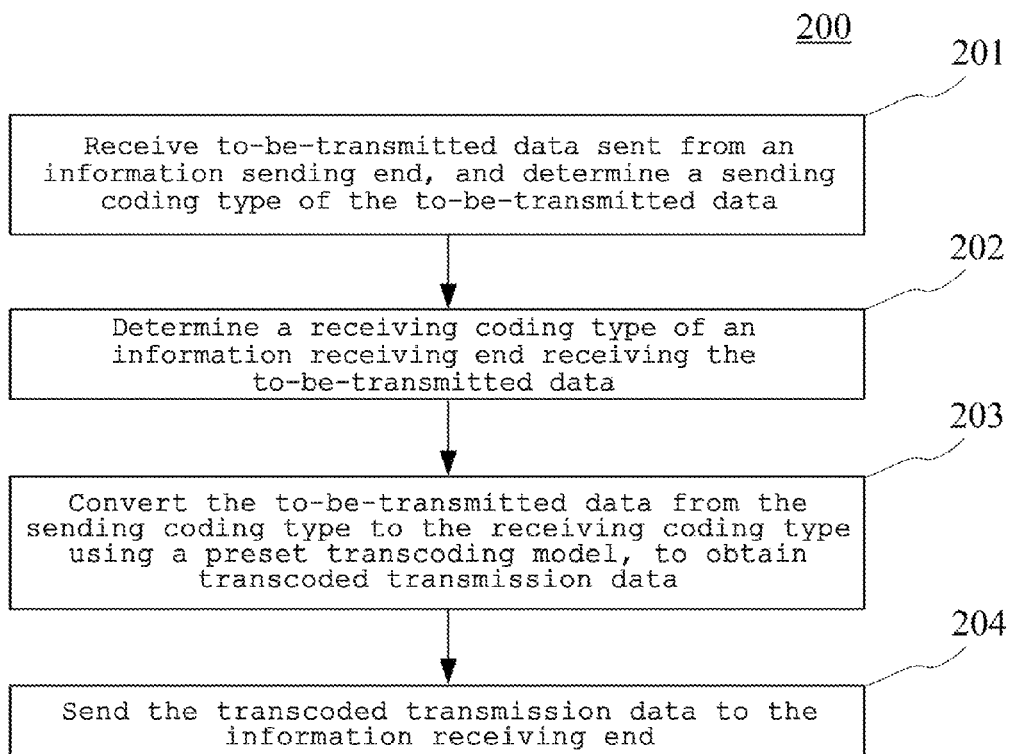 200
201
Receive to-be-transmitted data sent from an
information sending end, and determine a sending
coding type of the to-be-transmitted data
202
Determine a receiving coding type of an
information receiving end receiving the
to-be-transmitted data
203
Convert the to-be-transmitted data from the
sending coding type to the receiving coding type
using a preset transcoding model, to obtain
transcoded transmission data
204
Send the transcoded transmission data to the
information receiving end